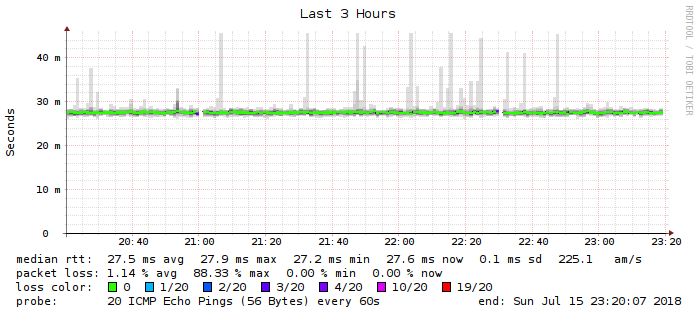 Last 3 Hours
RRDTOOL / TOBI OETIKER
Seconds
40 m
30 m
20 m
10 m
0
20:40 21:00 21:20 21:40 22:00 22:20 22:40 23:00 23:20
median rtt: 27.5 ms avg 27.9 ms max 27.2 ms min 27.6 ms now 0.1 ms sd 225.1 am/s
packet loss: 1.14 % avg 88.33 % max 0.00 % min 0.00 % now
loss color: 0 1/20 2/20 3/20 4/20 10/20 19/20
probe: 20 ICMP Echo Pings (56 Bytes) every 60s end: Sun Jul 15 23:20:07 2018